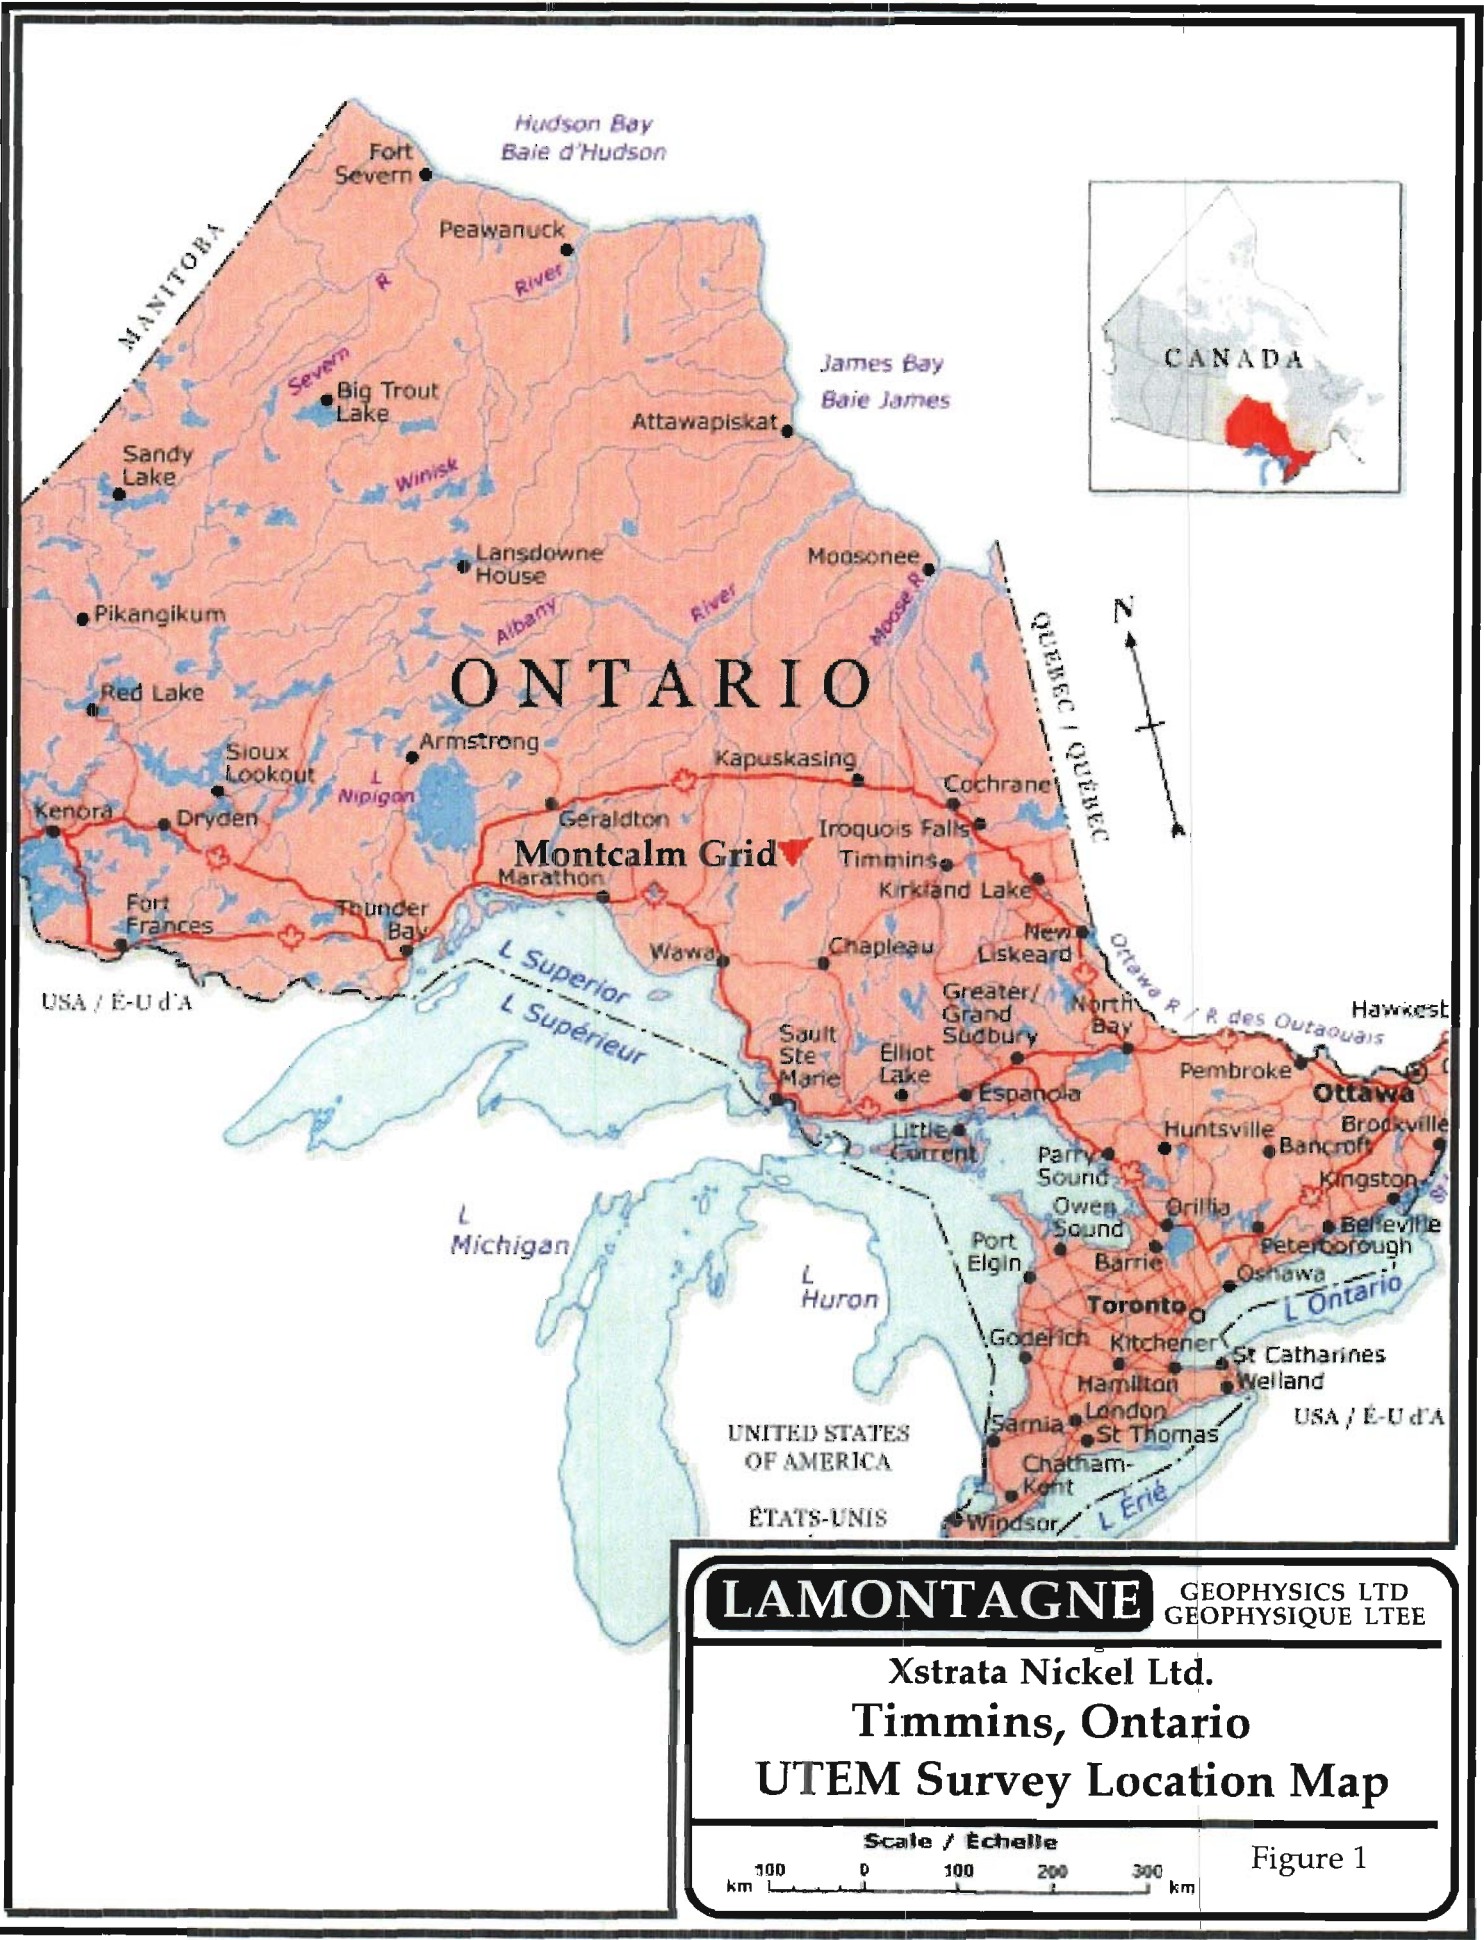 Hudson Bay
Baie d'Hudson
Fort
Severn
Peawanuck
River
R
MANITOBA
Severn
Big Trout
Lake
James Bay
Baie James
CANADA
Attawapiskat
Sandy
Lake
Winisk
Lansdowne
House
Moosonee
Albany
River
Moose R
Pikangikum
N
QUEBEC / QUÉBEC
ONTARIO
Red Lake
Armstrong
Sioux
Lookout
L
Nipigon
Kapuskasing
Cochrane
Kenora
Dryden
Geraldton
Iroquois Falls
Montcalm Grid
Timmins
Marathon
Kirkland Lake
Fort
Frances
Thunder
Bay
New
Liskeard
Wawa
Chapleau
L Superior
L Supérieur
Ottawa R / R des Outaouais
USA / É-U d'A
Greater/
Grand
Sudbury
North
Bay
Hawkest
Sault
Ste
Marie
Elliot
Lake
Espanola
Pembroke
Ottawa
Little
Current
Huntsville
Bancroft
Brockville
Parry
Sound
Kingston
Owen
Sound
Orillia
Belleville
Peterborough
L
Michigan
Port
Elgin
Barrie
Oshawa
L
Huron
Toronto
L Ontario
Goderich
Kitchener
St Catharines
Hamilton
Welland
London
Sarnia
St Thomas
USA / É-U d'A
UNITED STATES
OF AMERICA
Chatham-
Kent
L Érié
ÉTATS-UNIS
Windsor
LAMONTAGNE
GEOPHYSICS LTD
GEOPHYSIQUE LTEE
Xstrata Nickel Ltd.
Timmins, Ontario
UTEM Survey Location Map
Scale / Échelle
Figure 1
100 0 100 200 300
km km